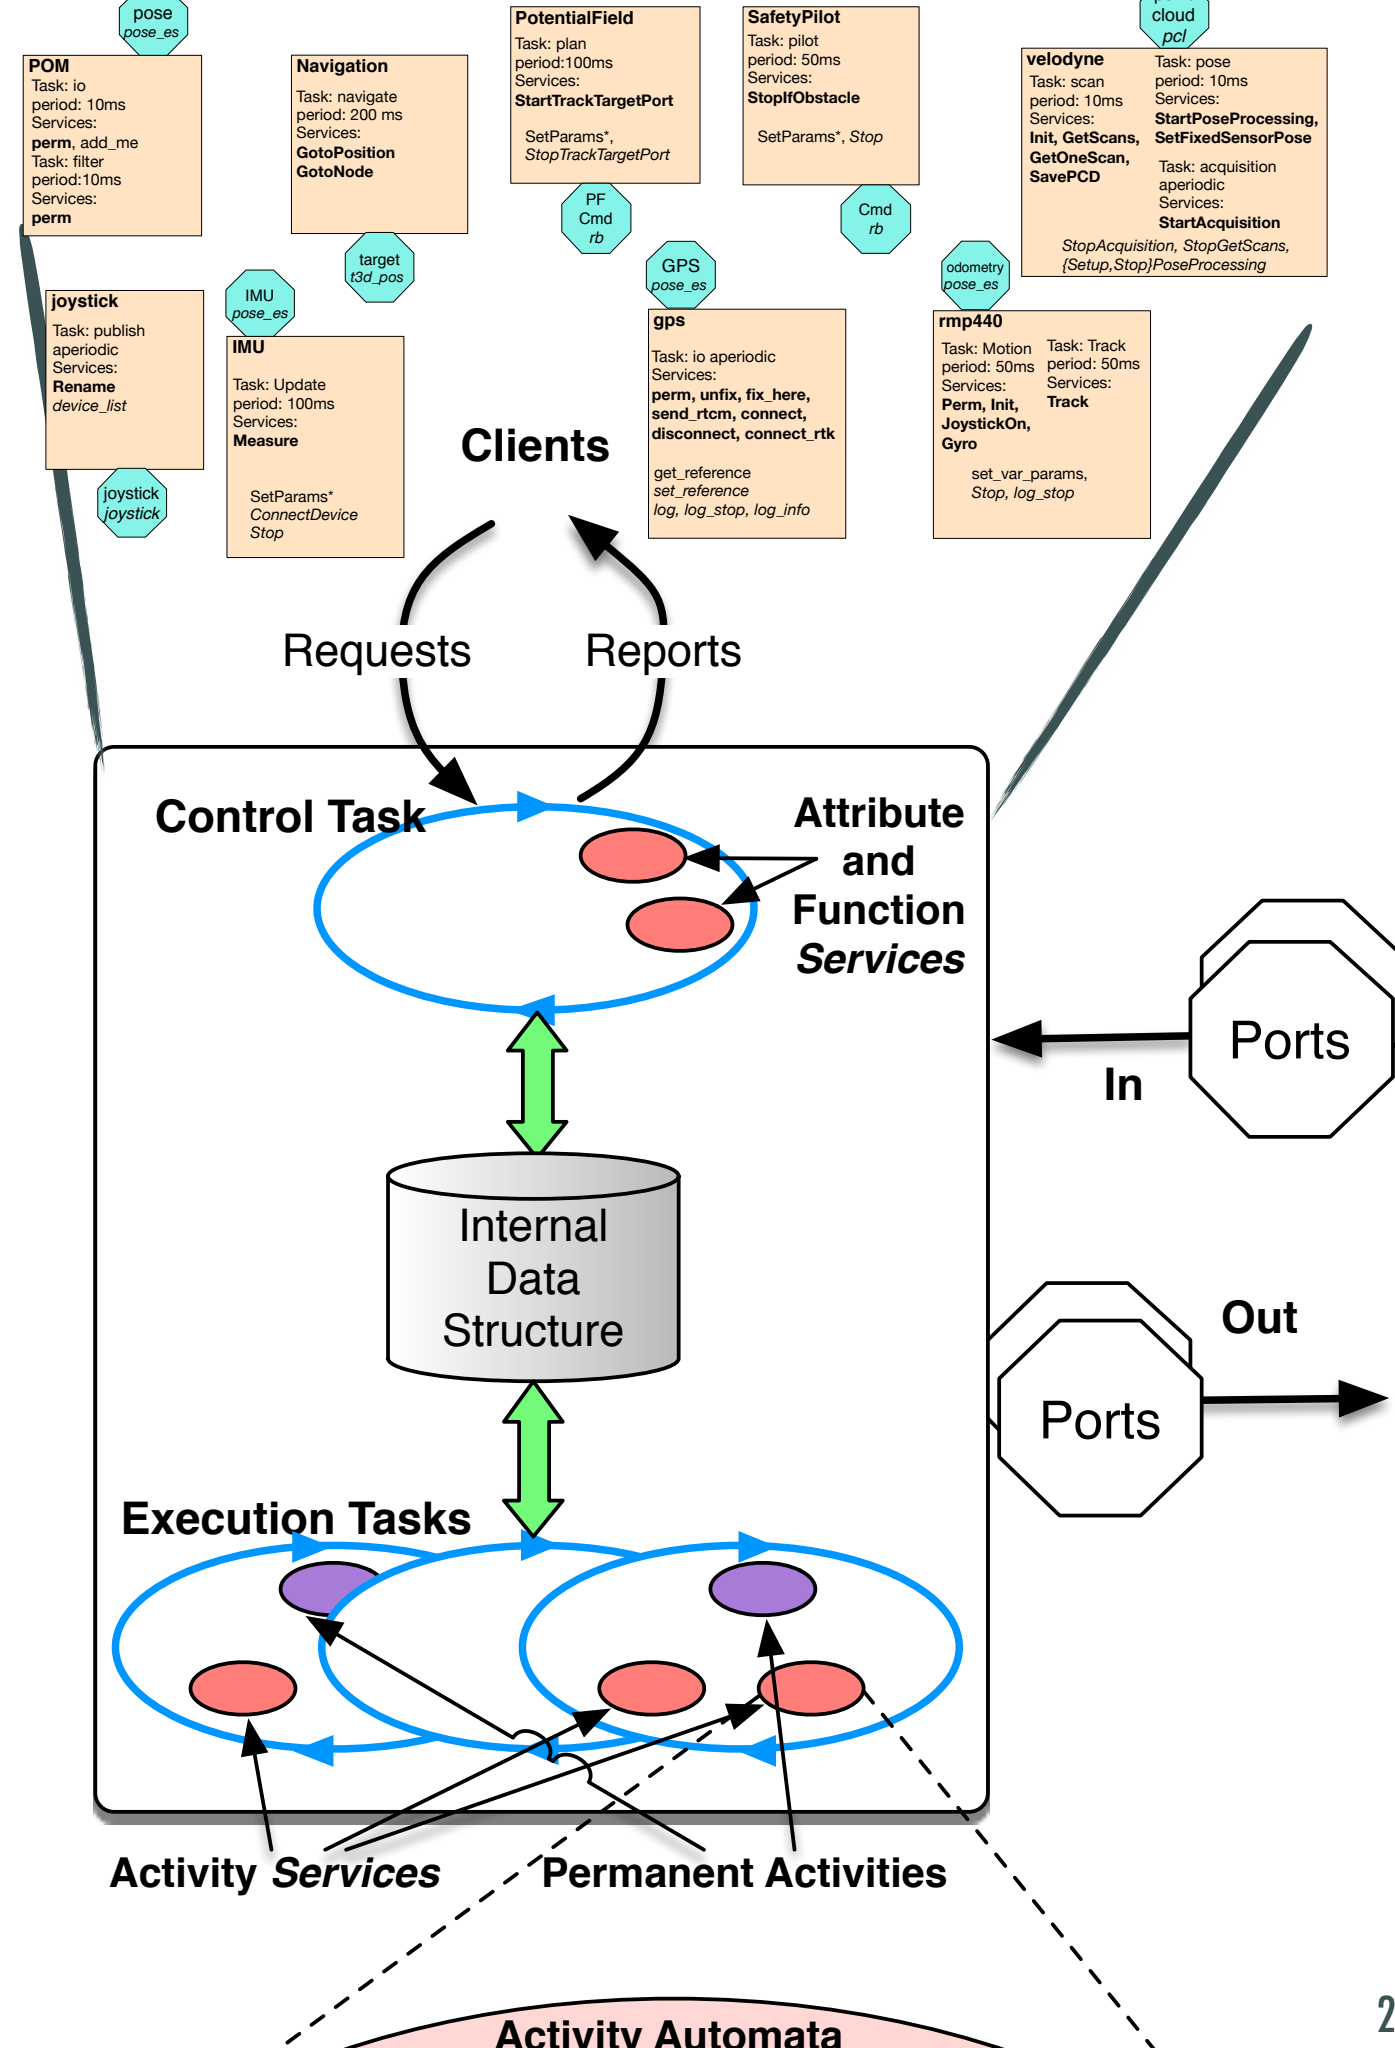 pose
pose_es
POM
Task: io
period: 10ms
Services:
perm, add_me
Task: filter
period:10ms
Services:
perm
Navigation
Task: navigate
period: 200 ms
Services:
GotoPosition
GotoNode
target
t3d_pos
PotentialField
Task: plan
period:100ms
Services:
StartTrackTargetPort
SetParams*,
StopTrackTargetPort
PF
Cmd
rb
SafetyPilot
Task: pilot
period: 50ms
Services:
StopIfObstacle
SetParams*, Stop
Cmd
rb
cloud
pcl
velodyne
Task: scan
period: 10ms
Services:
Init, GetScans,
GetOneScan,
SavePCD
Task: pose
period: 10ms
Services:
StartPoseProcessing,
SetFixedSensorPose
Task: acquisition
aperiodic
Services:
StartAcquisition
StopAcquisition, StopGetScans,
{Setup,Stop}PoseProcessing
joystick
Task: publish
aperiodic
Services:
Rename
device_list
joystick
joystick
IMU
pose_es
IMU
Task: Update
period: 100ms
Services:
Measure
SetParams*
ConnectDevice
Stop
GPS
pose_es
gps
Task: io aperiodic
Services:
perm, unfix, fix_here,
send_rtcm, connect,
disconnect, connect_rtk
get_reference
set_reference
log, log_stop, log_info
odometry
pose_es
rmp440
Task: Motion
period: 50ms
Services:
Perm, Init,
JoystickOn,
Gyro
Task: Track
period: 50ms
Services:
Track
set_var_params,
Stop, log_stop
Clients
Requests
Reports
Control Task
Attribute
and
Function
Services
Ports
In
Internal
Data
Structure
Out
Ports
Execution Tasks
Activity Services
Permanent Activities
Activity Automata
2